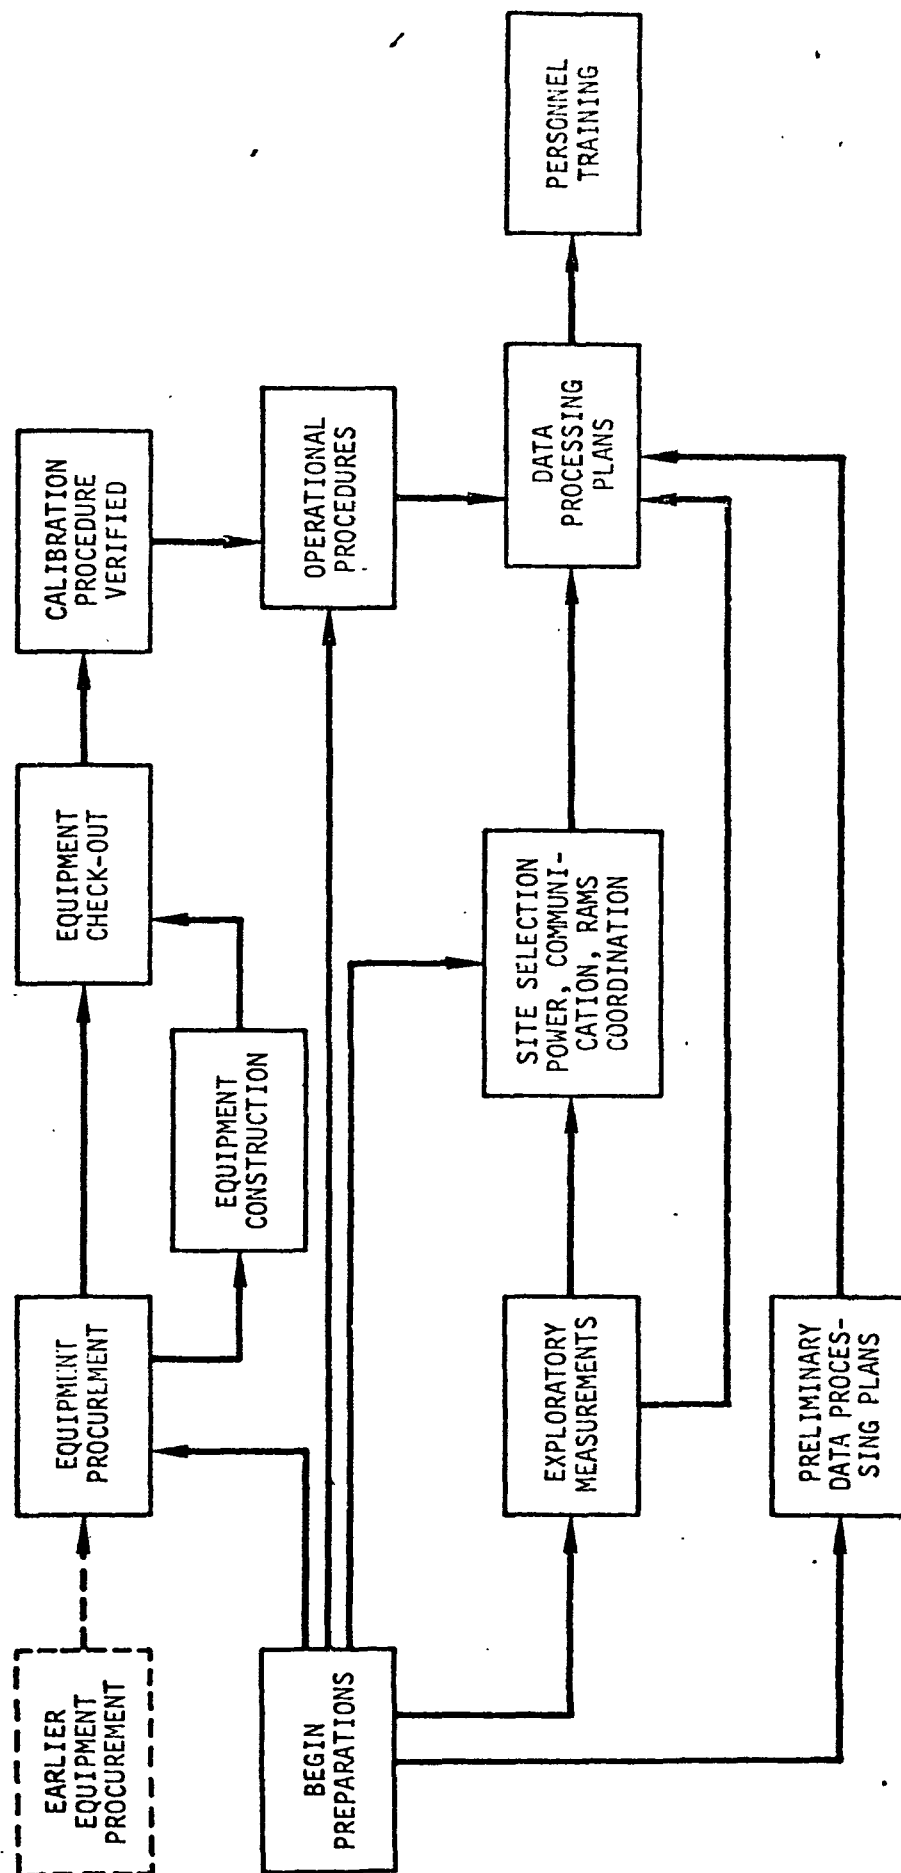 EARLIER
EQUIPMENT
PROCUREMENT
EQUIPMENT
PROCUREMENT
EQUIPMENT
CHECK-OUT
CALIBRATION
PROCEDURE
VERIFIED
EQUIPMENT
CONSTRUCTION
BEGIN
PREPARATIONS
OPERATIONAL
PROCEDURES
EXPLORATORY
MEASUREMENTS
SITE SELECTION
POWER, COMMUNI-
CATION, RAMS
COORDINATION
DATA
PROCESSING
PLANS
PERSONNEL
TRAINING
PRELIMINARY
DATA PROCES-
SING PLANS